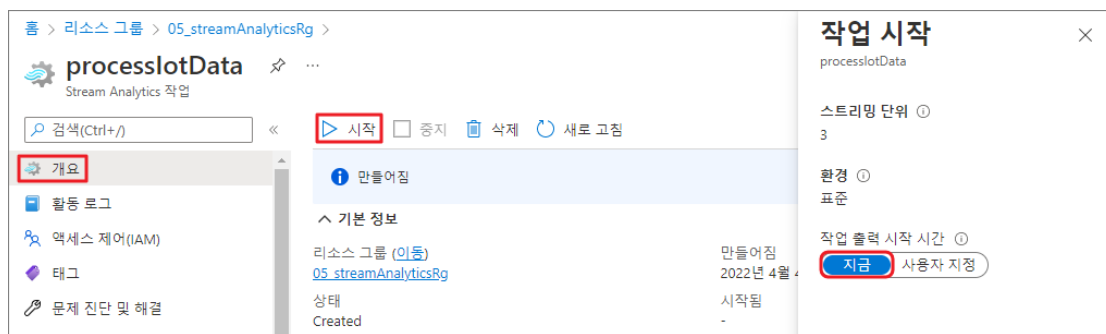 홈 > 리소스 그룹 > 05_streamAnalyticsRg >
processIotData
Stream Analytics 작업
검색(Ctrl+/)
개요
활동 로그
액세스 제어(IAM)
태그
문제 진단 및 해결
시작 중지 삭제 새로 고침
만들어짐
기본 정보
리소스 그룹 (이동)
05_streamAnalyticsRg
상태
Created
만들어짐
2022년 4월
시작됨
-
작업 시작
processIotData
스트리밍 단위
3
환경
표준
작업 출력 시작 시간
지금 사용자 지정